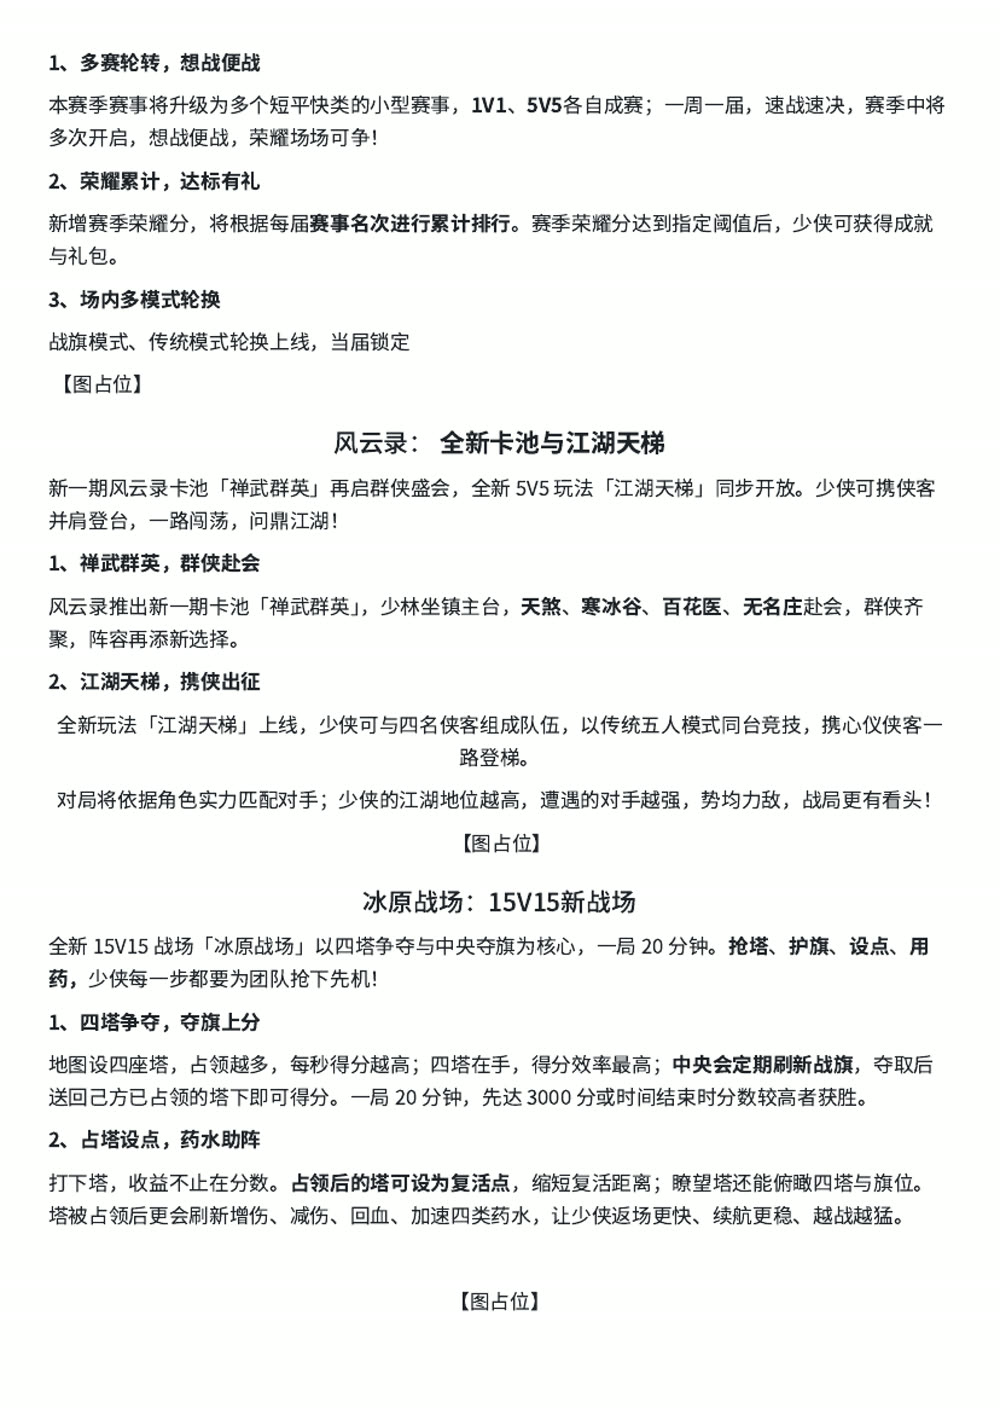 1、多赛轮转，想战便战
本赛季赛事将升级为多个短平快类的小型赛事，1V1、5V5各自成赛；一周一届，速战速决，赛季中将
多次开启，想战便战，荣耀场场可争！
2、荣耀累计，达标有礼
新增赛季荣耀分，将根据每届赛事名次进行累计排行。赛季荣耀分达到指定阈值后，少侠可获得成就
与礼包。
3、场内多模式轮换
战旗模式、传统模式轮换上线，当届锁定
【图占位】
风云录： 全新卡池与江湖天梯
新一期风云录卡池「禅武群英」再启群侠盛会，全新 5V5 玩法「江湖天梯」同步开放。少侠可携侠客
并肩登台，一路闯荡，问鼎江湖！
1、禅武群英，群侠赴会
风云录推出新一期卡池「禅武群英」，少林坐镇主台，天煞、寒冰谷、百花医、无名庄赴会，群侠齐
聚，阵容再添新选择。
2、江湖天梯，携侠出征
全新玩法「江湖天梯」上线，少侠可与四名侠客组成队伍，以传统五人模式同台竞技，携心仪侠客一
路登梯。
对局将依据角色实力匹配对手；少侠的江湖地位越高，遭遇的对手越强，势均力敌，战局更有看头！
【图占位】
冰原战场：15V15新战场
全新 15V15 战场「冰原战场」以四塔争夺与中央夺旗为核心，一局 20 分钟。抢塔、护旗、设点、用
药，少侠每一步都要为团队抢下先机！
1、四塔争夺，夺旗上分
地图设四座塔，占领越多，每秒得分越高；四塔在手，得分效率最高；中央会定期刷新战旗，夺取后
送回己方已占领的塔下即可得分。一局 20 分钟，先达 3000 分或时间结束时分数较高者获胜。
2、占塔设点，药水助阵
打下塔，收益不止在分数。占领后的塔可设为复活点，缩短复活距离；瞭望塔还能俯瞰四塔与旗位。
塔被占领后更会刷新增伤、减伤、回血、加速四类药水，让少侠返场更快、续航更稳、越战越猛。
【图占位】